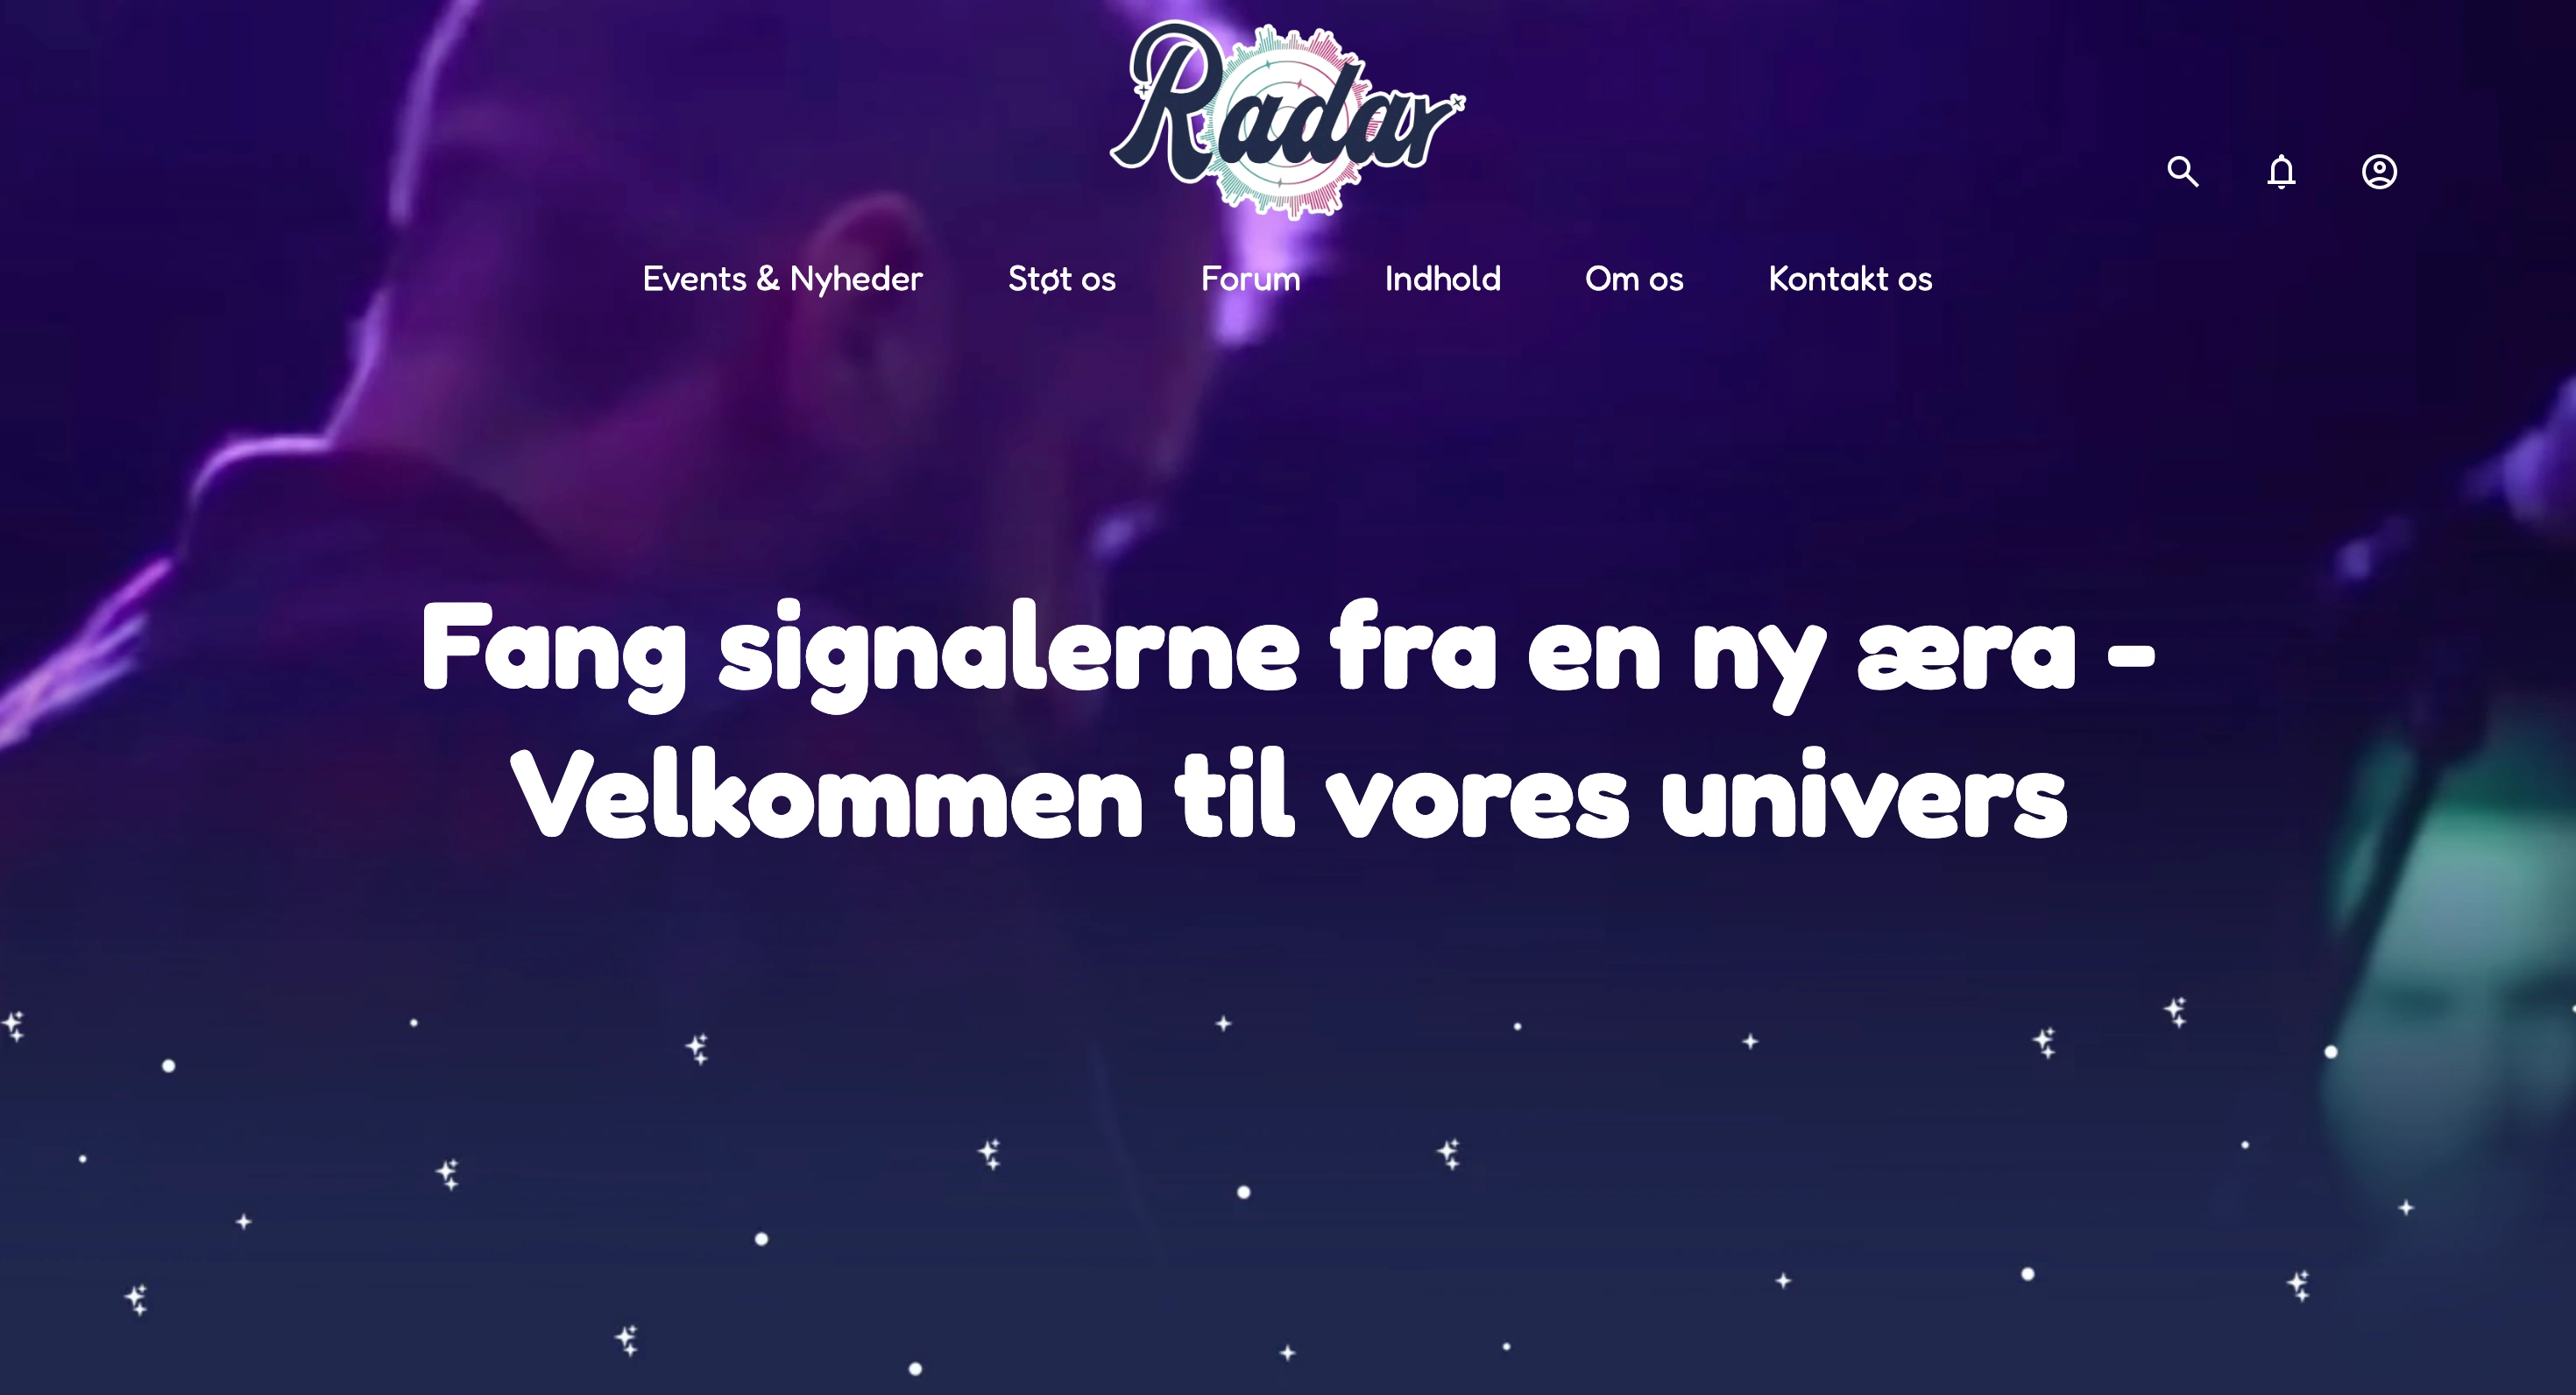 Radar
Events & Nyheder Støt os Forum Indhold Om os Kontakt os
Fang signalerne fra en ny æra -
Velkommen til vores univers